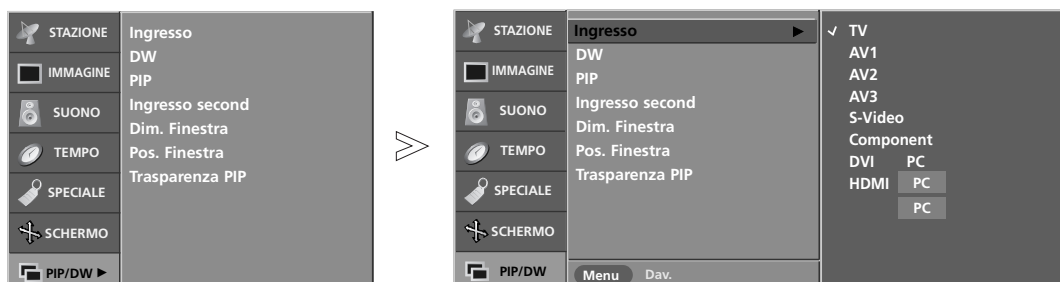 STAZIONE
IMMAGINE
SUONO
TEMPO
SPECIALE
SCHERMO
PIP/DW ►
Ingresso
DW
PIP
Ingresso second
Dim. Finestra
Pos. Finestra
Trasparenza PIP
STAZIONE
IMMAGINE
SUONO
TEMPO
SPECIALE
SCHERMO
PIP/DW
Ingresso ►
DW
PIP
Ingresso second
Dim. Finestra
Pos. Finestra
Trasparenza PIP
Menu Dav.
✓ TV
AV1
AV2
AV3
S-Video
Component
DVI PC
HDMI PC
PC